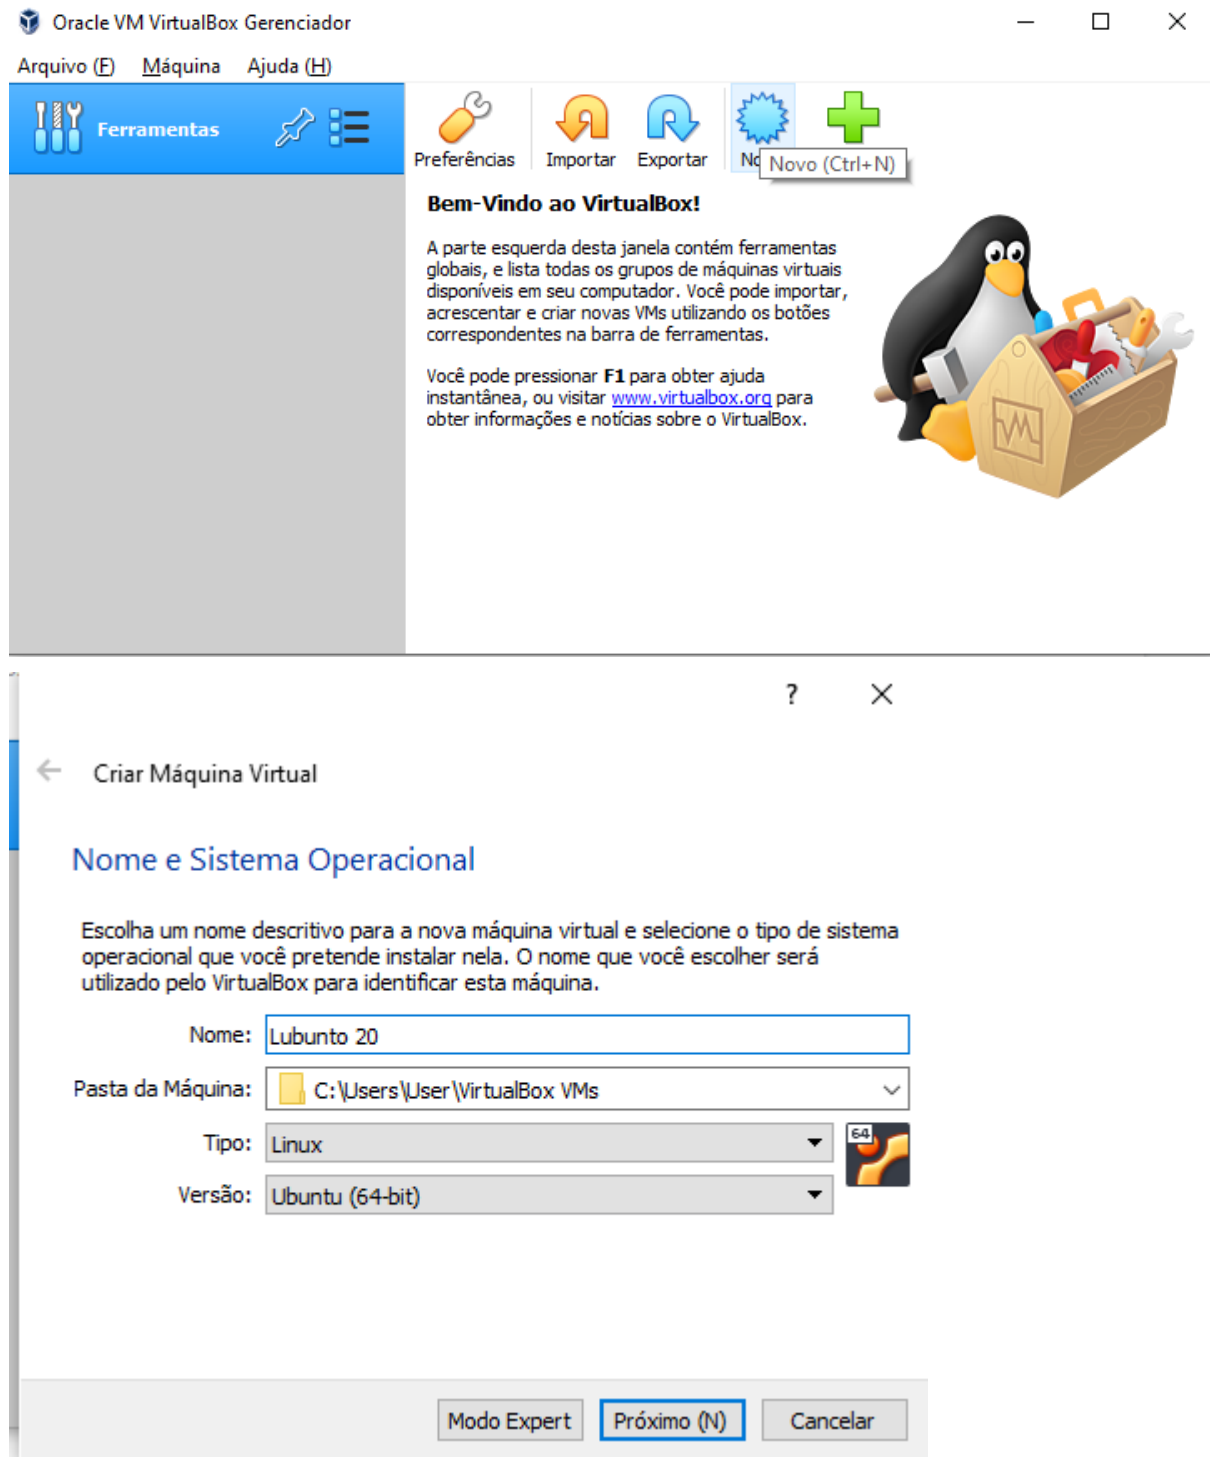 Oracle VM VirtualBox Gerenciador
Arquivo (F) Máquina Ajuda (H)
Ferramentas
Preferências Importar Exportar
Novo (Ctrl+N)
Bem-Vindo ao VirtualBox!
A parte esquerda desta janela contém ferramentas
globais, e lista todas os grupos de máquinas virtuais
disponíveis em seu computador. Você pode importar,
acrescentar e criar novas VMs utilizando os botões
correspondentes na barra de ferramentas.
Você pode pressionar F1 para obter ajuda
instantânea, ou visitar www.virtualbox.org para
obter informações e notícias sobre o VirtualBox.
?
Criar Máquina Virtual
Nome e Sistema Operacional
Escolha um nome descritivo para a nova máquina virtual e selecione o tipo de sistema
operacional que você pretende instalar nela. O nome que você escolher será
utilizado pelo VirtualBox para identificar esta máquina.
Nome: Lubunto 20
Pasta da Máquina: C:\Users\User\VirtualBox VMs
Tipo: Linux
64
Versão: Ubuntu (64-bit)
Modo Expert Próximo (N) Cancelar